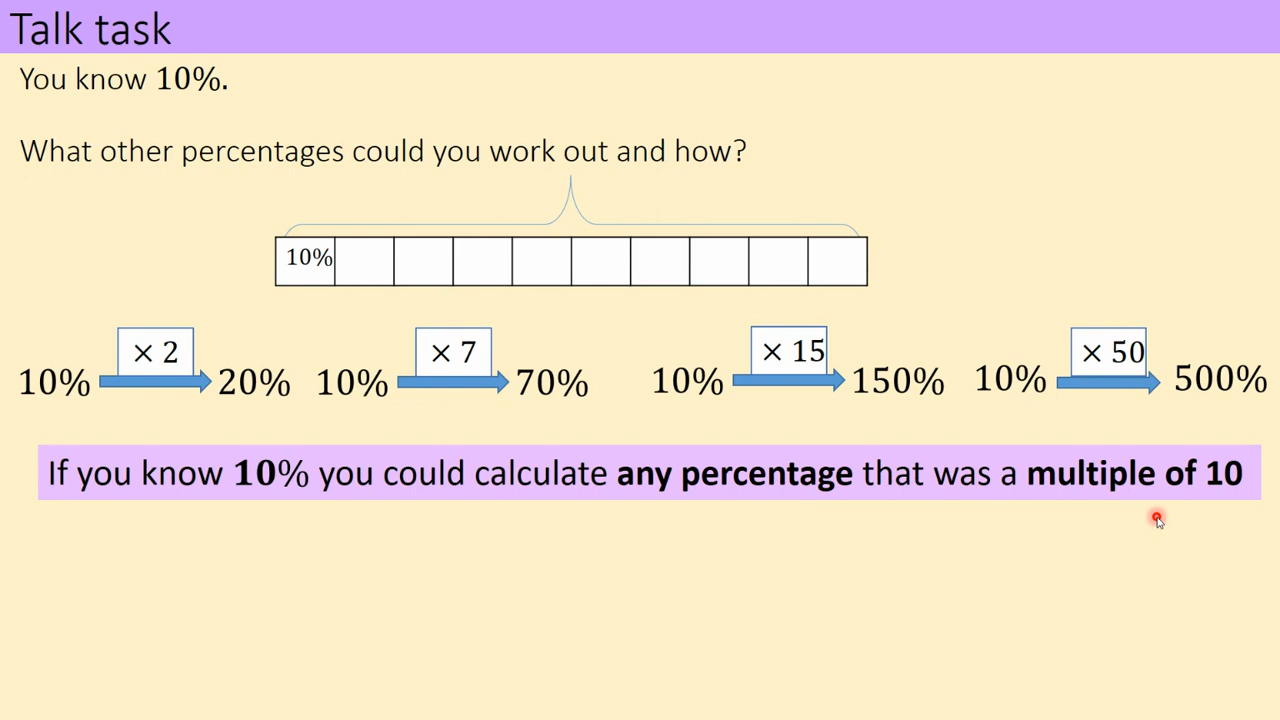 Talk task
You know 10%.
What other percentages could you work out and how?
10%
× 2
× 7
× 15
× 50
10% 20% 10% 70% 10% 150% 10% 500%
If you know 10% you could calculate any percentage that was a multiple of 10